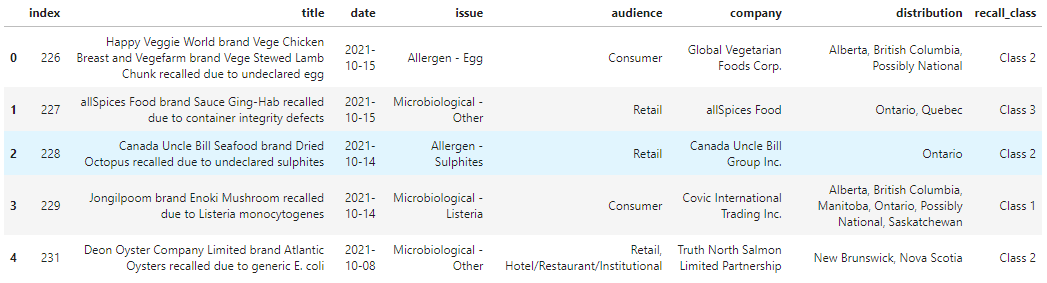 index title date issue audience company distribution recall_class
0 226 Happy Veggie World brand Vege Chicken Breast and Vegefarm brand Vege Stewed Lamb Chunk recalled due to undeclared egg 2021-10-15 Allergen - Egg Consumer Global Vegetarian Foods Corp. Alberta, British Columbia, Possibly National Class 2
1 227 allSpices Food brand Sauce Ging-Hab recalled due to container integrity defects 2021-10-15 Microbiological - Other Retail allSpices Food Ontario, Quebec Class 3
2 228 Canada Uncle Bill Seafood brand Dried Octopus recalled due to undeclared sulphites 2021-10-14 Allergen - Sulphites Retail Canada Uncle Bill Group Inc. Ontario Class 2
3 229 Jongilpoom brand Enoki Mushroom recalled due to Listeria monocytogenes 2021-10-14 Microbiological - Listeria Consumer Covic International Trading Inc. Alberta, British Columbia, Manitoba, Ontario, Possibly National, Saskatchewan Class 1
4 231 Deon Oyster Company Limited brand Atlantic Oysters recalled due to generic E. coli 2021-10-08 Microbiological - Other Retail, Hotel/Restaurant/Institutional Truth North Salmon Limited Partnership New Brunswick, Nova Scotia Class 2